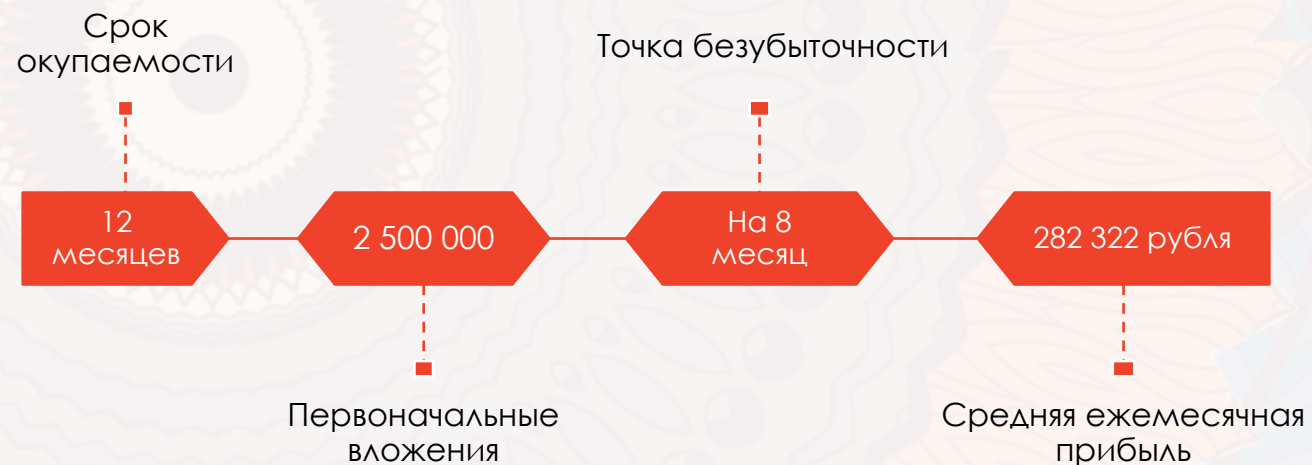 Срок
окупаемости
Точка безубыточности
12
месяцев
2 500 000
На 8
месяц
282 322 рубля
Первоначальные
вложения
Средняя ежемесячная
прибыль